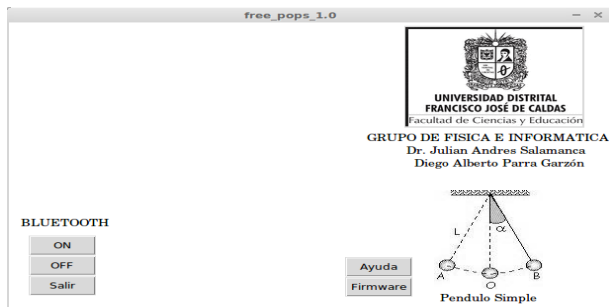 free_pops_1.0
UNIVERSIDAD DISTRITAL
FRANCISCO JOSÉ DE CALDAS
Facultad de Ciencias y Educación
GRUPO DE FISICA E INFORMATICA
Dr. Julian Andres Salamanca
Diego Alberto Parra Garzón
BLUETOOTH
ON
OFF
Salir
Ayuda
Firmware
α
L
A
O
B
Pendulo Simple